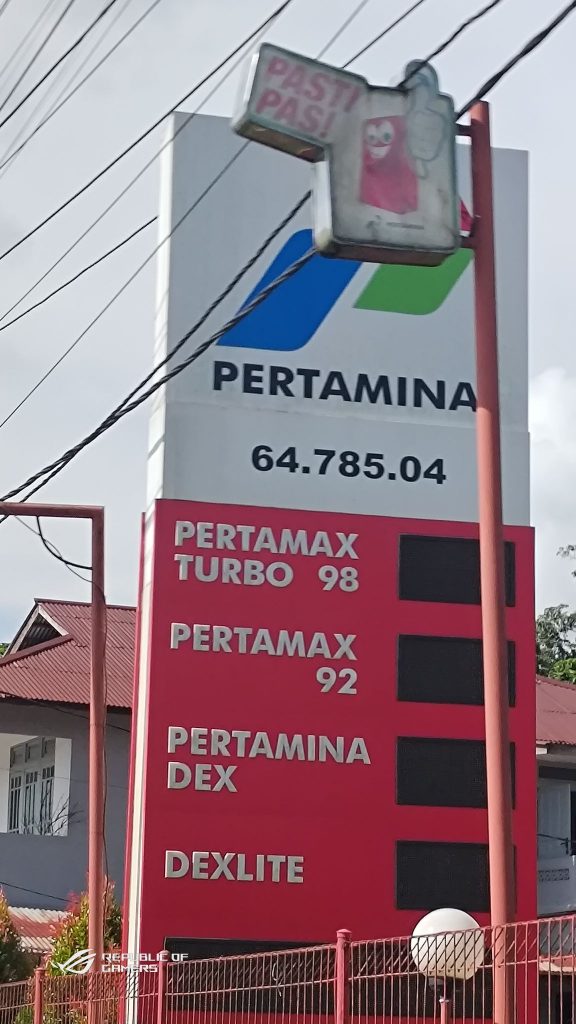 PASTI
PAS!
PERTAMINA
64.785.04
PERTAMAX
TURBO 98
PERTAMAX
92
PERTAMINA
DEX
DEXLITE
REPUBLIC OF
GAMERS